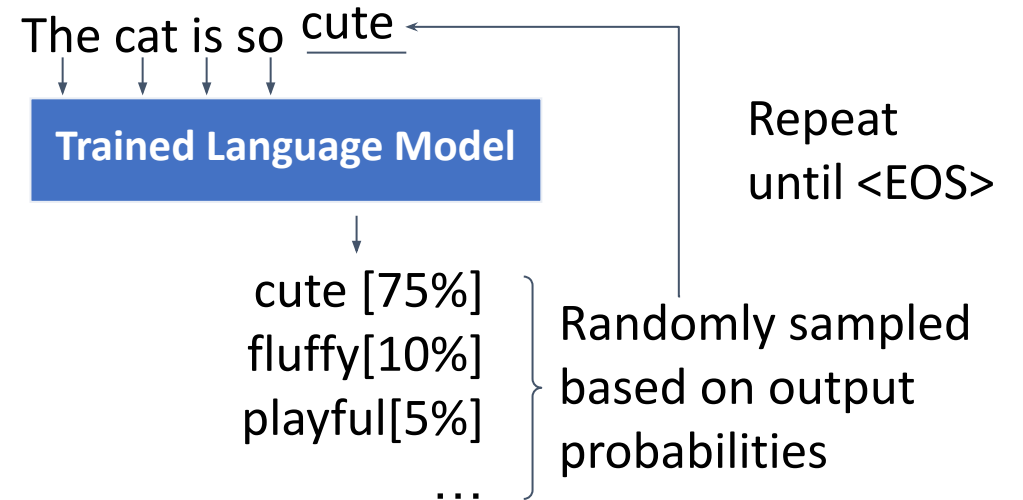 The cat is so cute
Trained Language Model
Repeat
until <EOS>
cute [75%]
fluffy[10%]
playful[5%]
...
Randomly sampled
based on output
probabilities